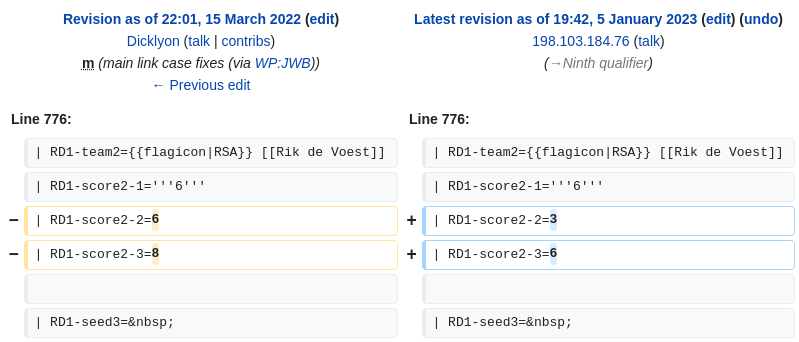 Revision as of 22:01, 15 March 2022 (edit)
Dicklyon (talk | contribs)
m (main link case fixes (via WP:JWB))
← Previous edit
Latest revision as of 19:42, 5 January 2023 (edit) (undo)
198.103.184.76 (talk)
(→Ninth qualifier)
Line 776:
Line 776:
| RD1-team2={{flagicon|RSA}} [[Rik de Voest]]
| RD1-team2={{flagicon|RSA}} [[Rik de Voest]]
| RD1-score2-1='''6'''
| RD1-score2-1='''6'''
− | RD1-score2-2=6
+ | RD1-score2-2=3
− | RD1-score2-3=8
+ | RD1-score2-3=6
| RD1-seed3=&nbsp;
| RD1-seed3=&nbsp;